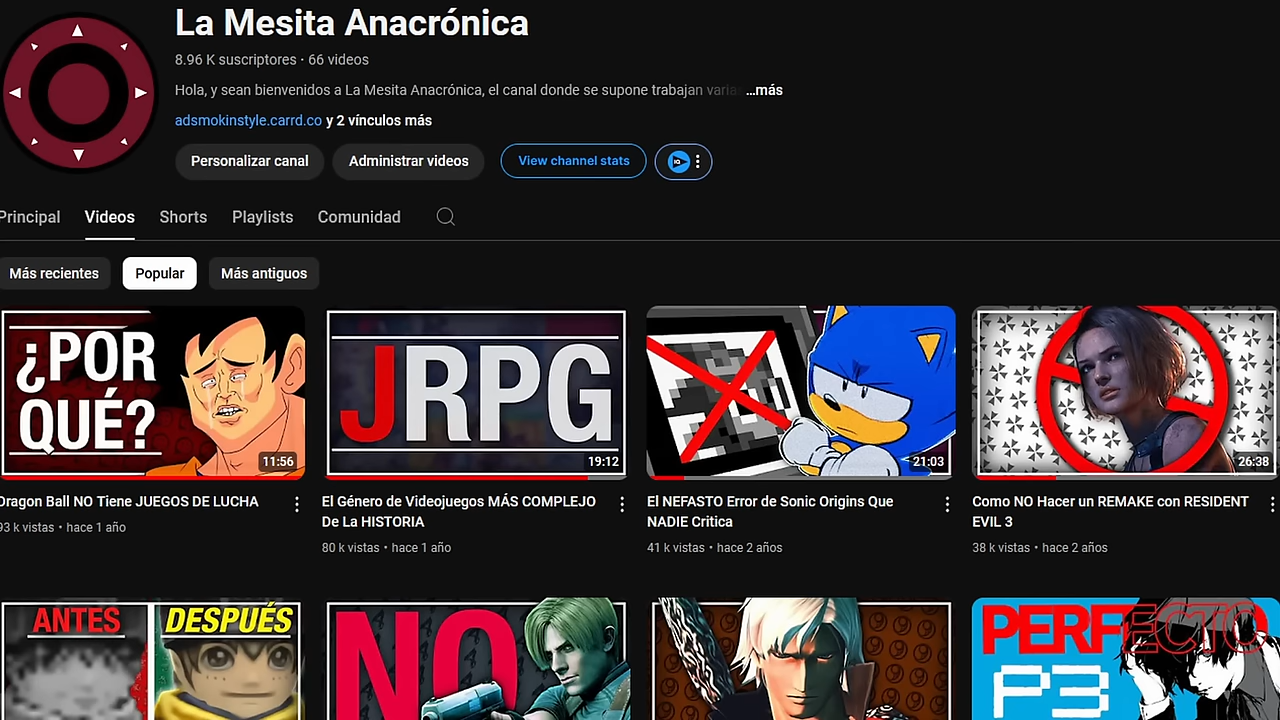 La Mesita Anacrónica
8.96 K suscriptores · 66 videos
Hola, y sean bienvenidos a La Mesita Anacrónica, el canal donde se supone trabajan varia ...más
adsmokinstyle.carrd.co y 2 vínculos más
Personalizar canal Administrar videos View channel stats IQ
Principal Videos Shorts Playlists Comunidad
Más recientes Popular Más antiguos
¿POR
QUÉ?
11:56
JRPG
19:12
21:03
26:38
Dragon Ball NO Tiene JUEGOS DE LUCHA
93 k vistas · hace 1 año
El Género de Videojuegos MÁS COMPLEJO
De La HISTORIA
80 k vistas · hace 1 año
El NEFASTO Error de Sonic Origins Que
NADIE Critica
41 k vistas · hace 2 años
Como NO Hacer un REMAKE con RESIDENT
EVIL 3
38 k vistas · hace 2 años
ANTES DESPUÉS
NO
PERFECTO
P3